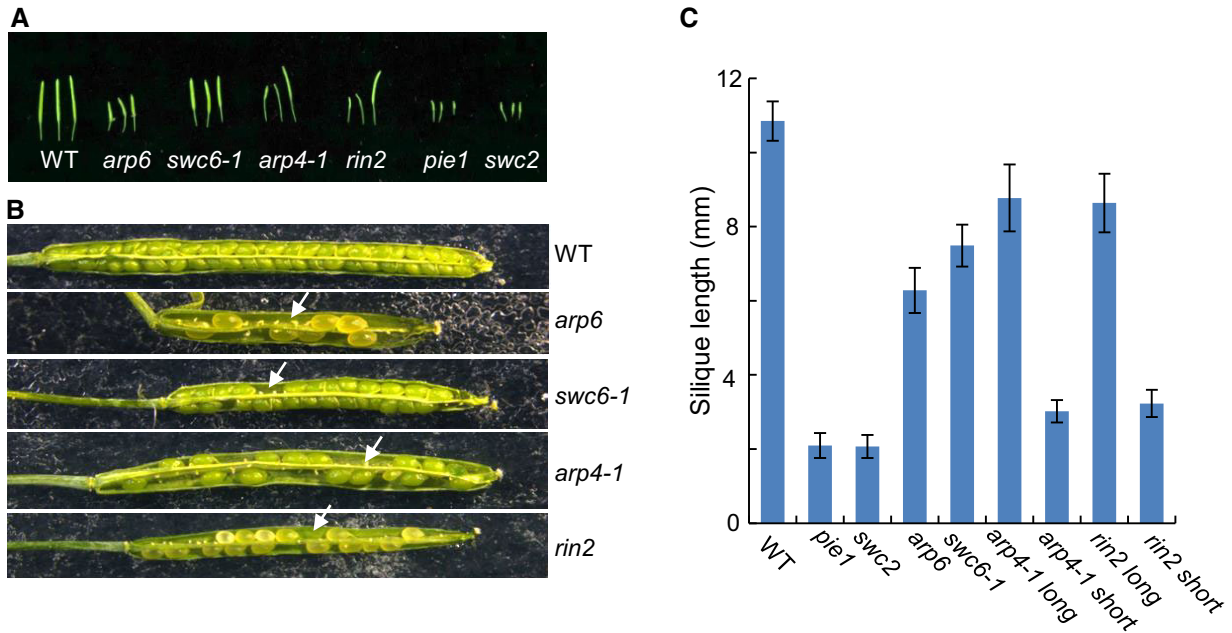 A
WT arp6 swc6-1 arp4-1 rin2 pie1 swc2
B
WT
arp6
swc6-1
arp4-1
rin2
C
Silique length (mm)
12
8
4
0
WT
pie1
swc2
arp6
swc6-1
arp4-1 long
arp4-1 short
rin2 long
rin2 short